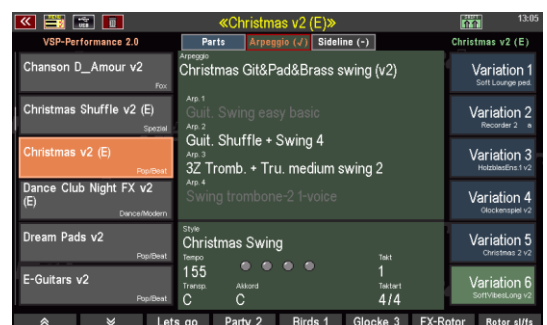 «Christmas v2 (E)»
13:05
VSP-Performance 2.0
Parts
Arpeggio (√)
Sideline (-)
Christmas v2 (E)
Chanson D__Amour v2
Fox
Christmas Shuffle v2 (E)
Spezial
Christmas v2 (E)
Pop/Beat
Dance Club Night FX v2
(E)
Dance/Modern
Dream Pads v2
Pop/Beat
E-Guitars v2
Pop/Beat
Arpeggio
Christmas Git&Pad&Brass swing (v2)
Arp. 1
Guit. Swing easy basic
Arp. 2
Guit. Shuffle + Swing 4
Arp. 3
3Z Tromb. + Tru. medium swing 2
Arp. 4
Swing trombone-2 1-voice
Style
Christmas Swing
Tempo
155
Takt
1
Transp.
C
Akkord
C
Taktart
4/4
Variation 1
Soft Lounge ped.
Variation 2
Recorder 2
Variation 3
HolzblasEns.1 v2
Variation 4
Glockenspiel v2
Variation 5
Christmas 2 v2
Variation 6
SoftVibesLong v2
Lets go
Party 2
Birds 1
Glocke 3
FX-Rotor
Rotor sl/fs